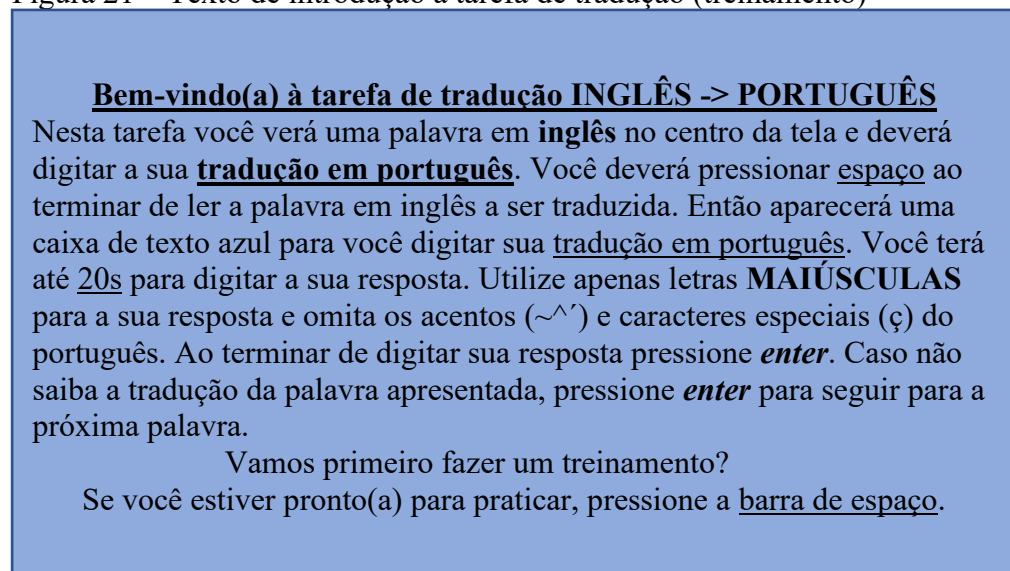 Figura 21 – Texto de introdução à tarefa de tradução (treinamento)
Bem-vindo(a) à tarefa de tradução INGLÊS -> PORTUGUÊS
Nesta tarefa você verá uma palavra em inglês no centro da tela e deverá
digitar a sua tradução em português. Você deverá pressionar espaço ao
terminar de ler a palavra em inglês a ser traduzida. Então aparecerá uma
caixa de texto azul para você digitar sua tradução em português. Você terá
até 20s para digitar a sua resposta. Utilize apenas letras MAIÚSCULAS
para a sua resposta e omita os acentos (~^´) e caracteres especiais (ç) do
português. Ao terminar de digitar sua resposta pressione enter. Caso não
saiba a tradução da palavra apresentada, pressione enter para seguir para a
próxima palavra.
Vamos primeiro fazer um treinamento?
Se você estiver pronto(a) para praticar, pressione a barra de espaço.